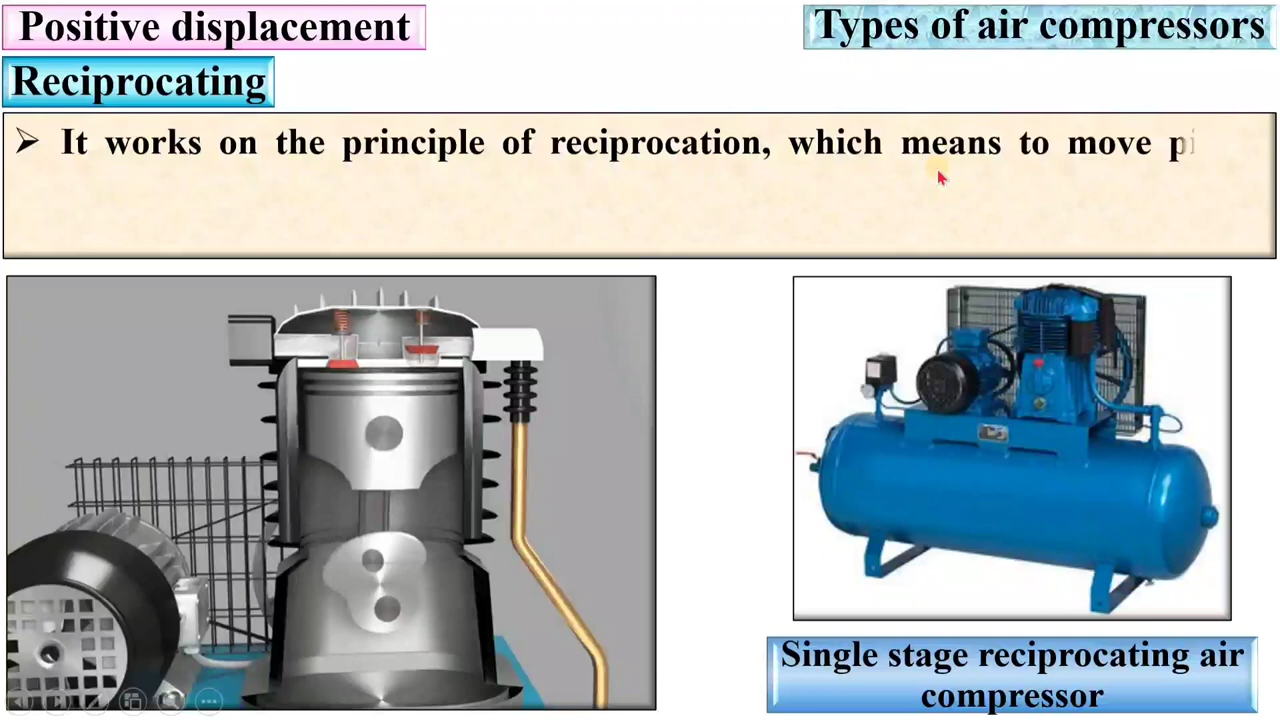 Positive displacement
Types of air compressors
Reciprocating
➢ It works on the principle of reciprocation, which means to move
Single stage reciprocating air
compressor